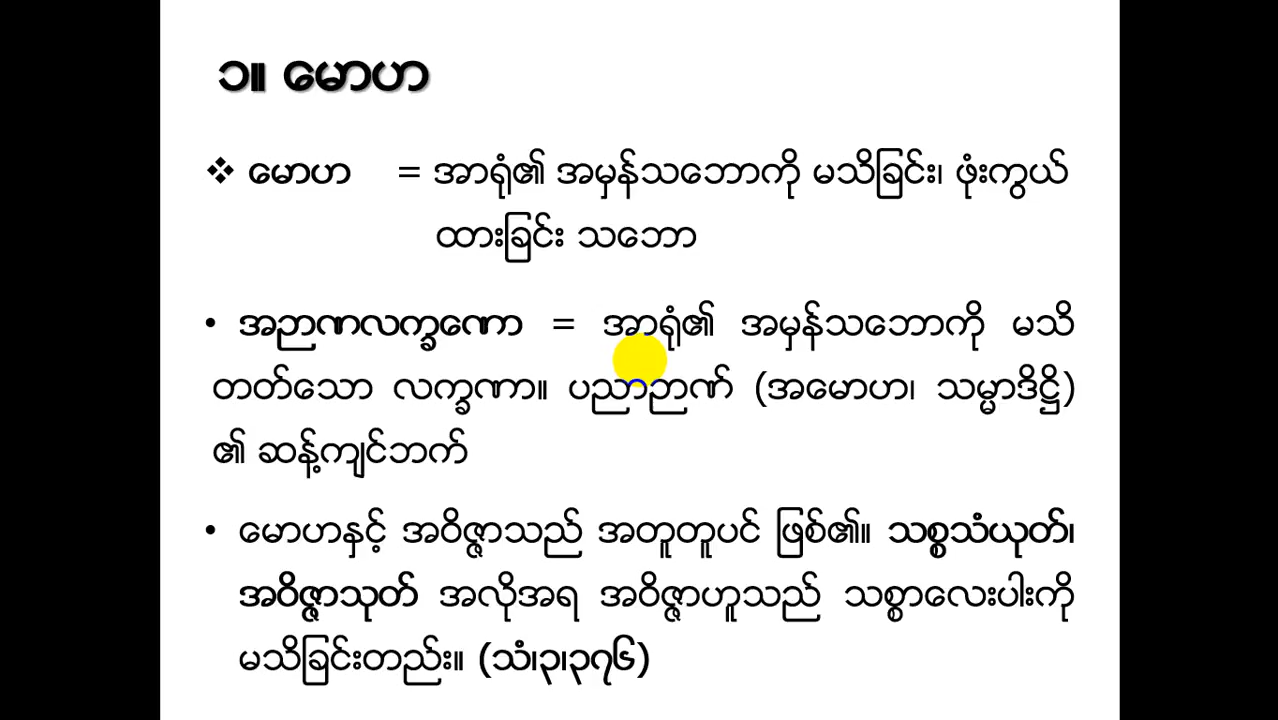 ၁။ မောဟ
❖ မောဟ = အာရုံ၏ အမှန်သဘောကို မသိခြင်း၊ ဖုံးကွယ်
ထားခြင်း သဘော
• အဉာဏလက္ခဏော = အာရုံ၏ အမှန်သဘောကို မသိ
တတ်သော လက္ခဏာ။ ပညာဉာဏ် (အမောဟ၊ သမ္မာဒိဋ္ဌိ)
၏ ဆန့်ကျင်ဘက်
• မောဟနှင့် အဝိဇ္ဇာသည် အတူတူပင် ဖြစ်၏။ သစ္စသံယုတ်၊
အဝိဇ္ဇာသုတ် အလိုအရ အဝိဇ္ဇာဟူသည် သစ္စာလေးပါးကို
မသိခြင်းတည်း။ (သံ၊၃၊၃၇၆)